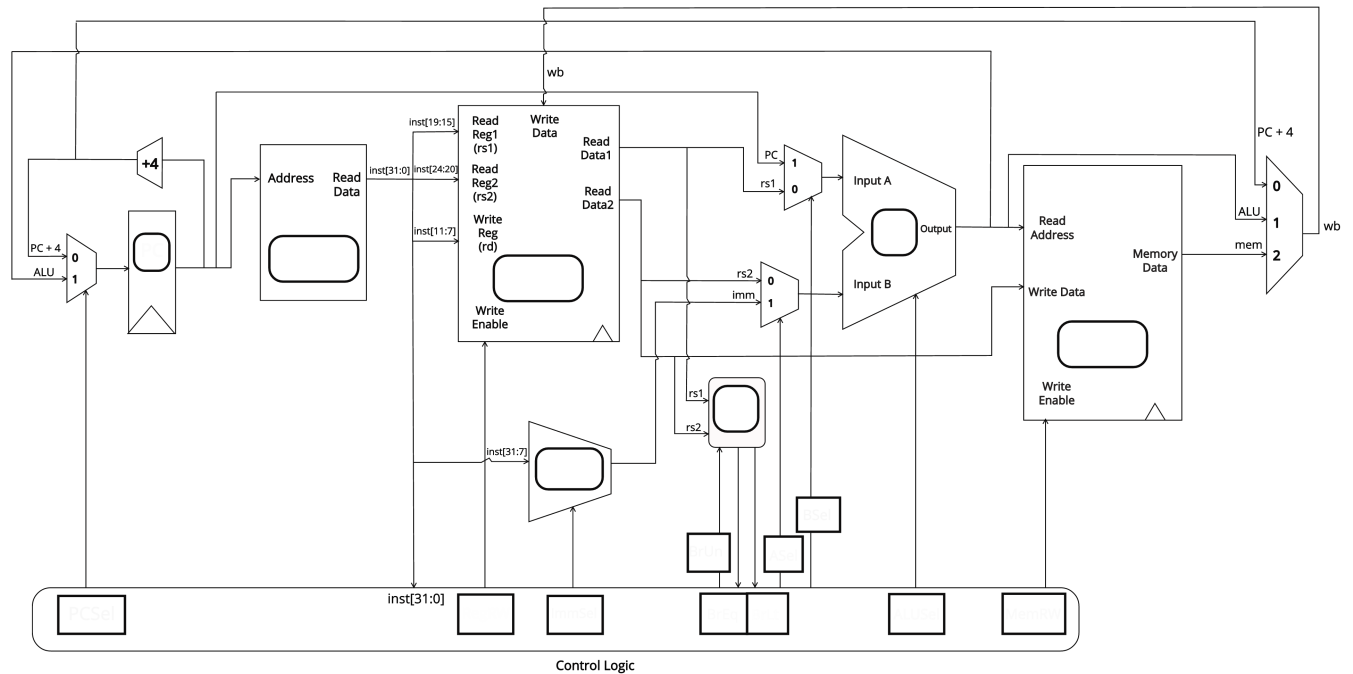 wb
PC + 4
inst[19:15]
Read
Reg1
(rs1)
Write
Data
Read
Data1
PC
1
+4
Address
Read
Data
inst[31:0]
inst[24:20]
Read
Reg2
(rs2)
Read
Data2
rs1
0
Input A
0
ALU
1
wb
inst[11:7]
Write
Reg
(rd)
Output
Read
Address
PC + 4
0
ALU
1
mem
2
Memory
Data
rs2
0
imm
1
Input B
Write Data
Write
Enable
Write
Enable
rs1
rs2
inst[31:7]
BSel
ASel
inst[31:0]
PCSel
Control Logic